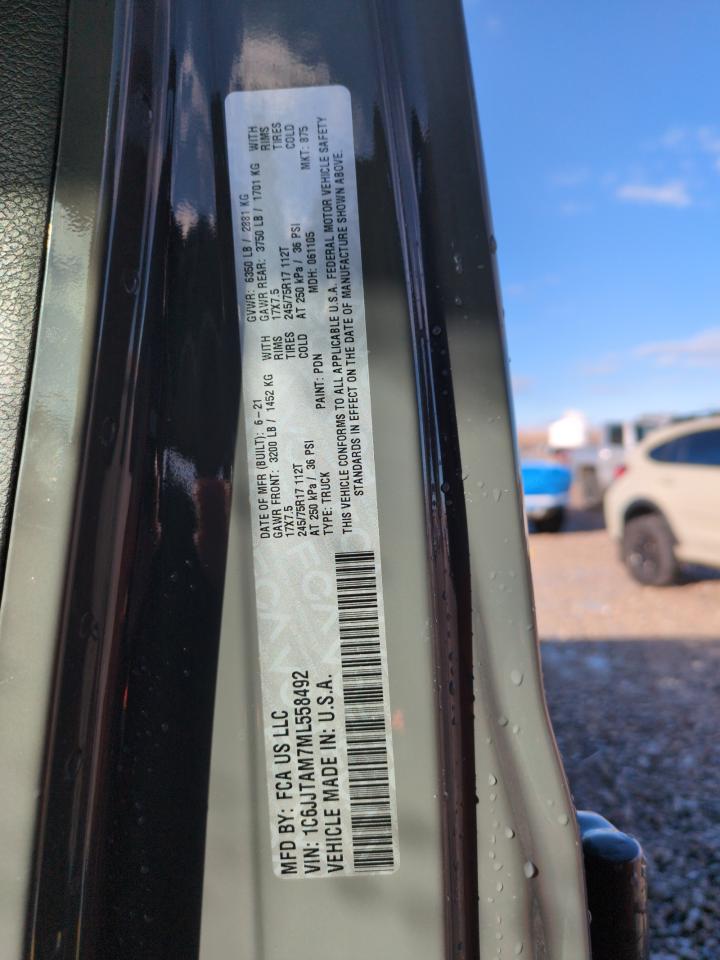 MFD BY: FCA US LLC
VIN: 1C6JJTAM7ML558492
VEHICLE MADE IN: U.S.A.
DATE OF MFR (BUILT): 6-21
GAWR FRONT: 3200 LB / 1452 KG WITH
17X7.5 RIMS
245/75R17 112T TIRES
AT 250 kPa / 36 PSI COLD
TYPE: TRUCK PAINT: PDN
GVWR: 6350 LB / 2881 KG
GAWR REAR: 3750 LB / 1701 KG WITH
17X7.5 RIMS
245/75R17 112T TIRES
AT 250 kPa / 36 PSI COLD
MDH: 061105 MKT: 875
THIS VEHICLE CONFORMS TO ALL APPLICABLE U.S.A. FEDERAL MOTOR VEHICLE SAFETY
STANDARDS IN EFFECT ON THE DATE OF MANUFACTURE SHOWN ABOVE.